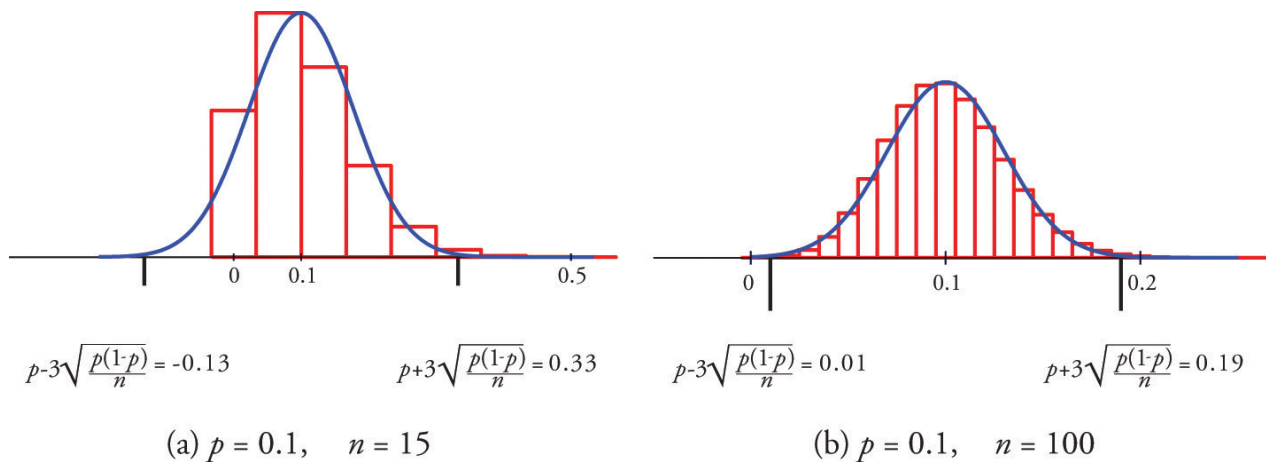 0 0.1 0.5
0 0.1 0.2
p-3√(p(1-p)/n) = -0.13
p+3√(p(1-p)/n) = 0.33
p-3√(p(1-p)/n) = 0.01
p+3√(p(1-p)/n) = 0.19
(a) p = 0.1, n = 15
(b) p = 0.1, n = 100